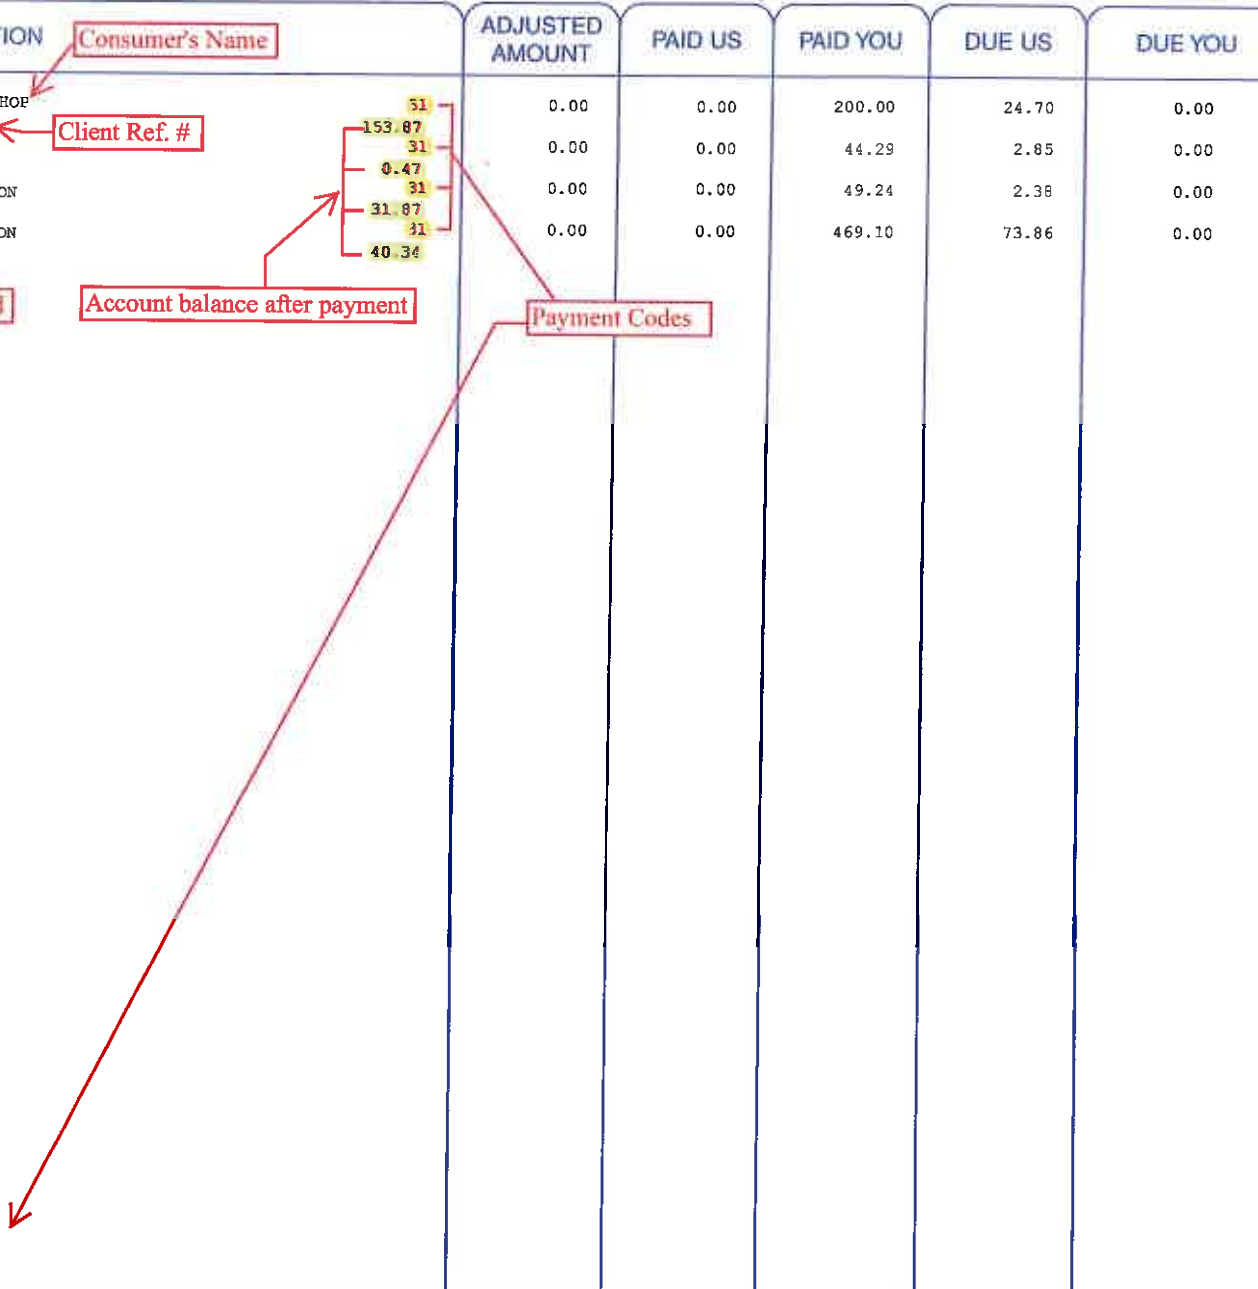 TION Consumer's Name ADJUSTED AMOUNT PAID US PAID YOU DUE US DUE YOU
HOP 51 0.00 0.00 200.00 24.70 0.00
Client Ref. # 153.87
31 0.00 0.00 44.29 2.85 0.00
0.47
ON 31 0.00 0.00 49.24 2.38 0.00
31.87
ON 31 0.00 0.00 469.10 73.86 0.00
40.34
Account balance after payment
Payment Codes